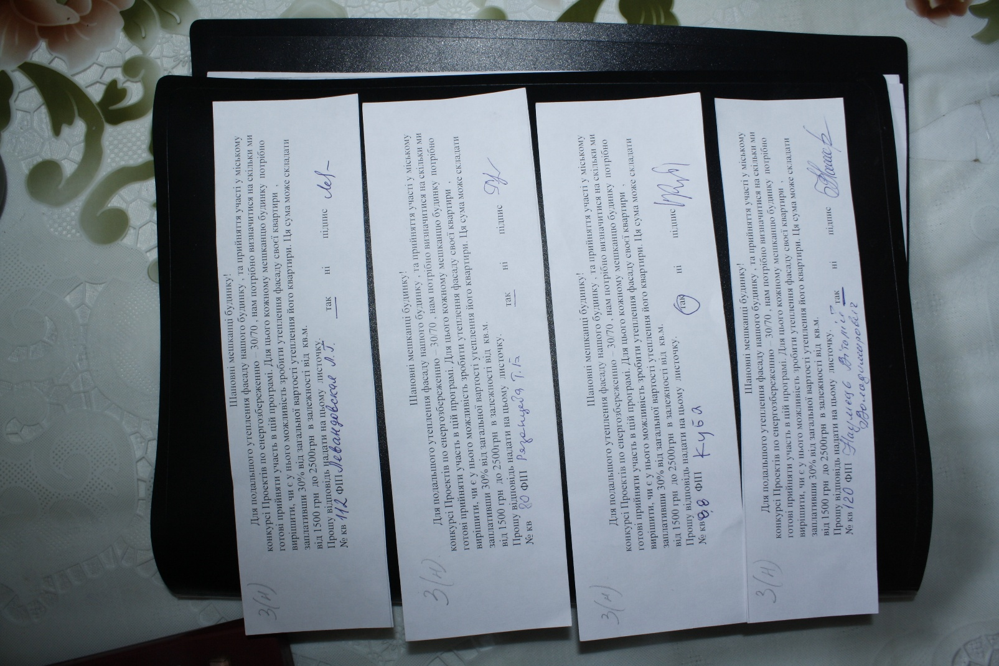 З(н)
Шановні мешканці будинку!
Для подальшого утеплення фасаду нашого будинку , та прийняття участі у міському
конкурсі Проектів по енергозбереженню – 30/70 , нам потрібно визначитися на скільки ми
готові прийняти участь в цій програмі. Для цього кожному мешканцю будинку потрібно
вирішити, чи є у нього можливість зробити утеплення фасаду своєї квартири ,
заплативши 30% від загальної вартості утеплення його квартири. Ця сума може складати
від 1500 грн до 2500грн в залежності від кв.м.
Прошу відповідь надати на цьому листочку.
№ кв 112 ФІП Левандовская Л.Г. так ні підпис
З(н)
Шановні мешканці будинку!
Для подальшого утеплення фасаду нашого будинку , та прийняття участі у міському
конкурсі Проектів по енергозбереженню – 30/70 , нам потрібно визначитися на скільки ми
готові прийняти участь в цій програмі. Для цього кожному мешканцю будинку потрібно
вирішити, чи є у нього можливість зробити утеплення фасаду своєї квартири ,
заплативши 30% від загальної вартості утеплення його квартири. Ця сума може складати
від 1500 грн до 2500грн в залежності від кв.м.
Прошу відповідь надати на цьому листочку.
№ кв 80 ФІП так ні підпис
З(н)
Шановні мешканці будинку!
Для подальшого утеплення фасаду нашого будинку , та прийняття участі у міському
конкурсі Проектів по енергозбереженню – 30/70 , нам потрібно визначитися на скільки ми
готові прийняти участь в цій програмі. Для цього кожному мешканцю будинку потрібно
вирішити, чи є у нього можливість зробити утеплення фасаду своєї квартири ,
заплативши 30% від загальної вартості утеплення його квартири. Ця сума може складати
від 1500 грн до 2500грн в залежності від кв.м.
Прошу відповідь надати на цьому листочку.
№ кв 88 ФІП Куба так ні підпис
З(н)
Шановні мешканці будинку!
Для подальшого утеплення фасаду нашого будинку , та прийняття участі у міському
конкурсі Проектів по енергозбереженню – 30/70 , нам потрібно визначитися на скільки ми
готові прийняти участь в цій програмі. Для цього кожному мешканцю будинку потрібно
вирішити, чи є у нього можливість зробити утеплення фасаду своєї квартири ,
заплативши 30% від загальної вартості утеплення його квартири. Ця сума може складати
від 1500 грн до 2500грн в залежності від кв.м.
Прошу відповідь надати на цьому листочку.
№ кв 120 ФІП Наумець Віталій так ні підпис
Володимирович